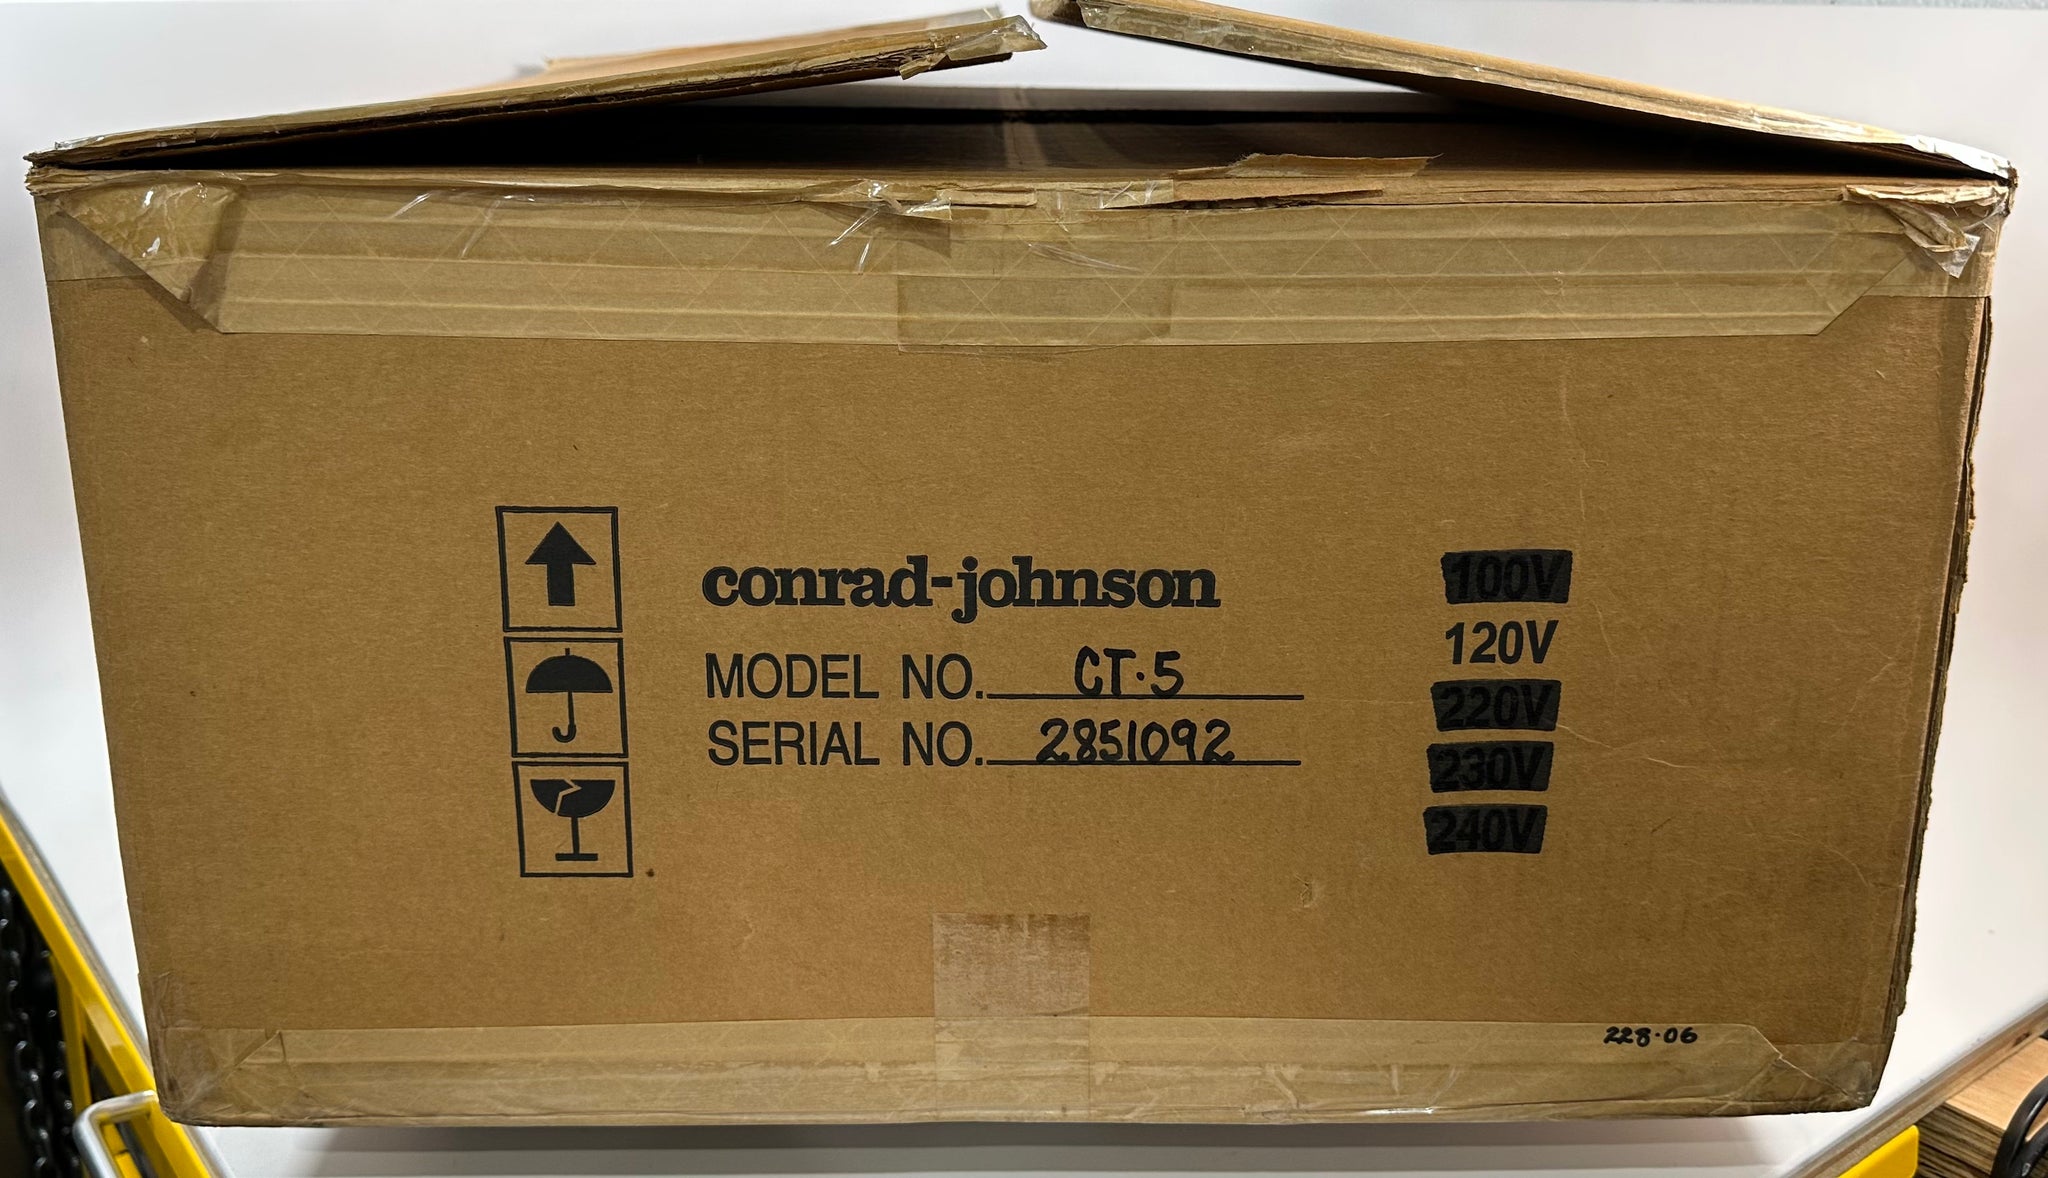 conrad-johnson
MODEL NO. CT·5
SERIAL NO. 2851092
100V
120V
220V
230V
240V
228·06